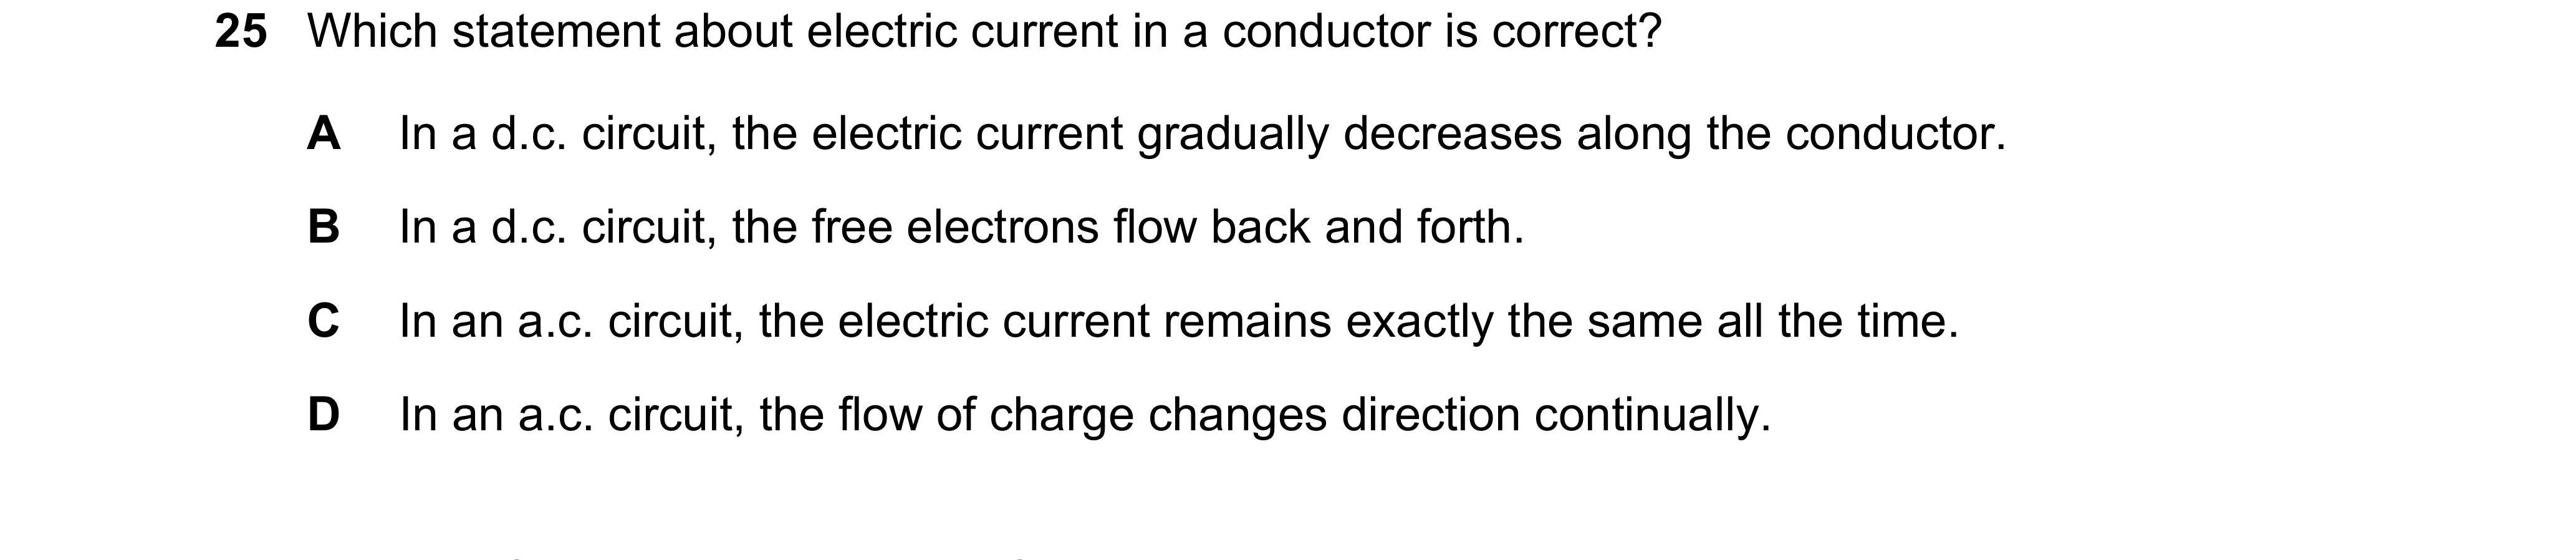 25 Which statement about electric current in a conductor is correct?
A In a d.c. circuit, the electric current gradually decreases along the conductor.
B In a d.c. circuit, the free electrons flow back and forth.
C In an a.c. circuit, the electric current remains exactly the same all the time.
D In an a.c. circuit, the flow of charge changes direction continually.